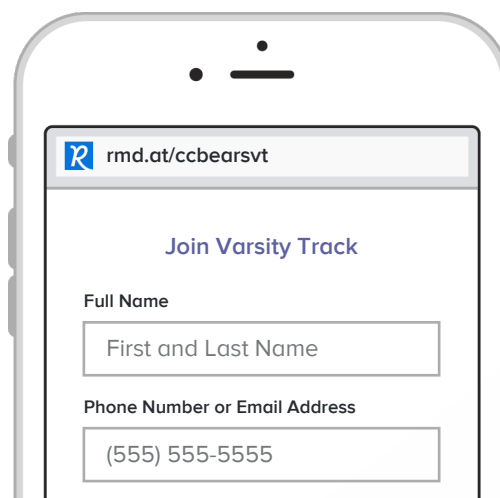 R rmd.at/ccbearsvt
Join Varsity Track
Full Name
First and Last Name
Phone Number or Email Address
(555) 555-5555